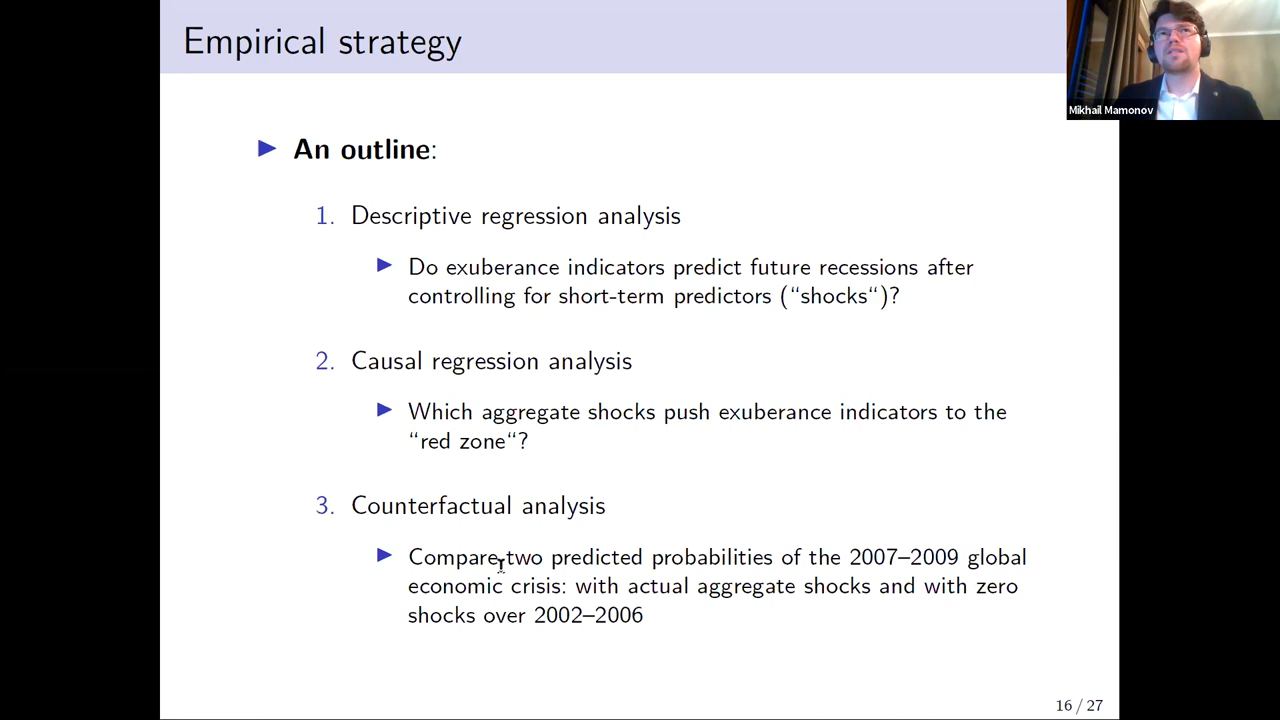 Empirical strategy
Mikhail Mamonov
An outline:
1. Descriptive regression analysis
Do exuberance indicators predict future recessions after
controlling for short-term predictors (“shocks“)?
2. Causal regression analysis
Which aggregate shocks push exuberance indicators to the
“red zone“?
3. Counterfactual analysis
Compare two predicted probabilities of the 2007–2009 global
economic crisis: with actual aggregate shocks and with zero
shocks over 2002–2006
16 / 27